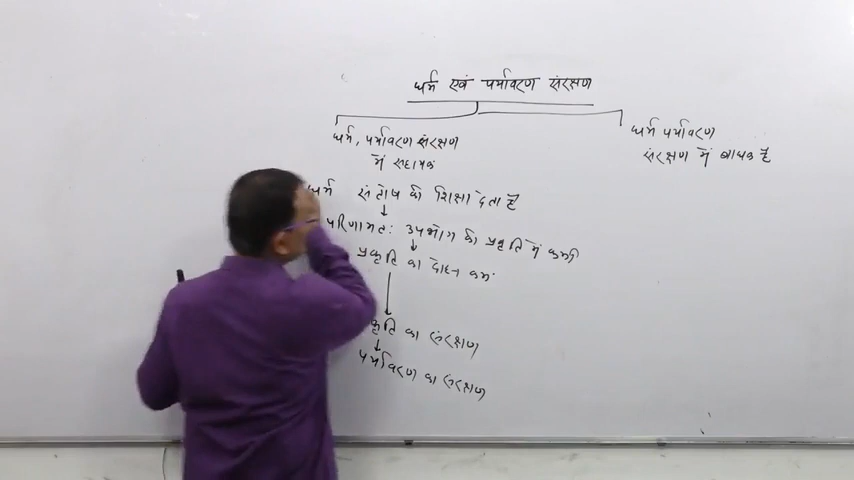 धर्म एवं पर्यावरण संरक्षण
धर्म, पर्यावरण संरक्षण
में सहायक
धर्म पर्यावरण
संरक्षण में बाधक है
धर्म संतोष की शिक्षा देता है
परिणामतः उपभोग की प्रवृति में कमी
प्रकृति का दोहन कम
कृति का संरक्षण
पर्यावरण का संरक्षण